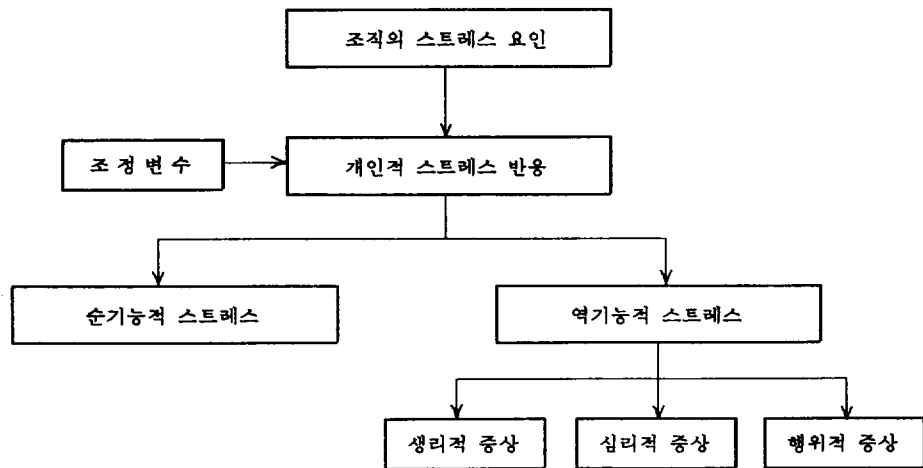 조직의 스트레스 요인
조정변수
개인적 스트레스 반응
순기능적 스트레스
역기능적 스트레스
생리적 증상
심리적 증상
행위적 증상